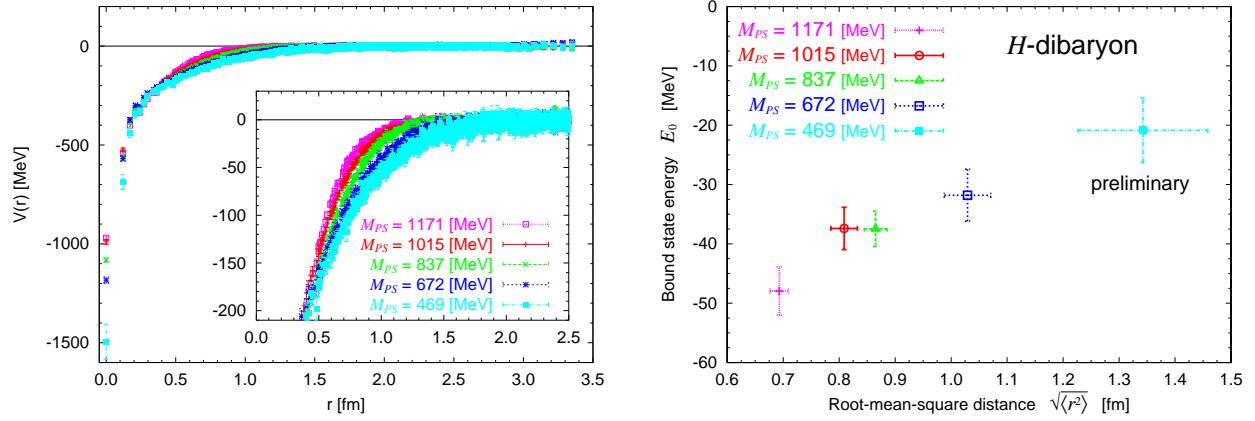 V(r) [MeV]
0
-500
-1000
-1500
0.0 0.5 1.0 1.5 2.0 2.5 3.0 3.5
r [fm]
0
-50
-100
-150
-200
0.0 0.5 1.0 1.5 2.0 2.5
M_PS = 1171 [MeV]
M_PS = 1015 [MeV]
M_PS = 837 [MeV]
M_PS = 672 [MeV]
M_PS = 469 [MeV]
Bound state energy E_0 [MeV]
0
-10
-20
-30
-40
-50
-60
0.6 0.7 0.8 0.9 1.0 1.1 1.2 1.3 1.4 1.5
Root-mean-square distance √⟨r²⟩ [fm]
M_PS = 1171 [MeV]
M_PS = 1015 [MeV]
M_PS = 837 [MeV]
M_PS = 672 [MeV]
M_PS = 469 [MeV]
H-dibaryon
preliminary